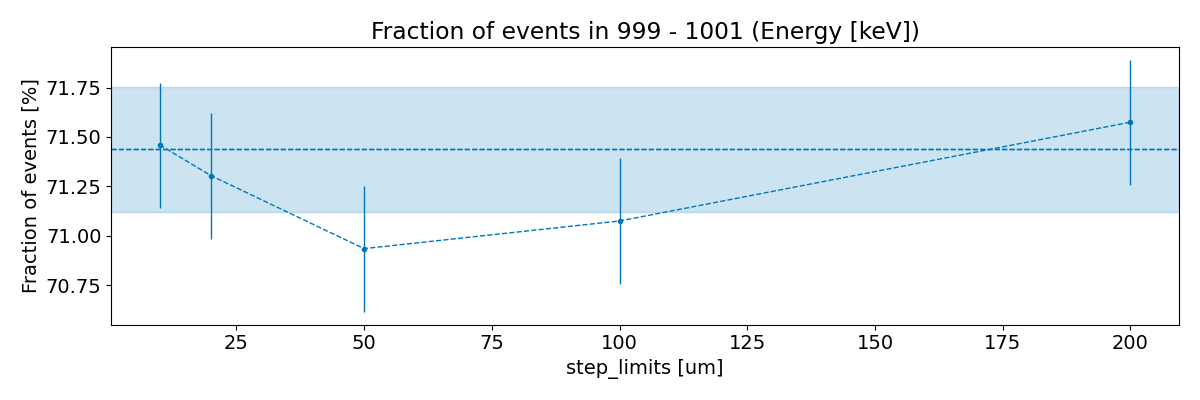 Fraction of events in 999 - 1001 (Energy [keV])
Fraction of events [%]
71.75
71.50
71.25
71.00
70.75
25 50 75 100 125 150 175 200
step_limits [um]